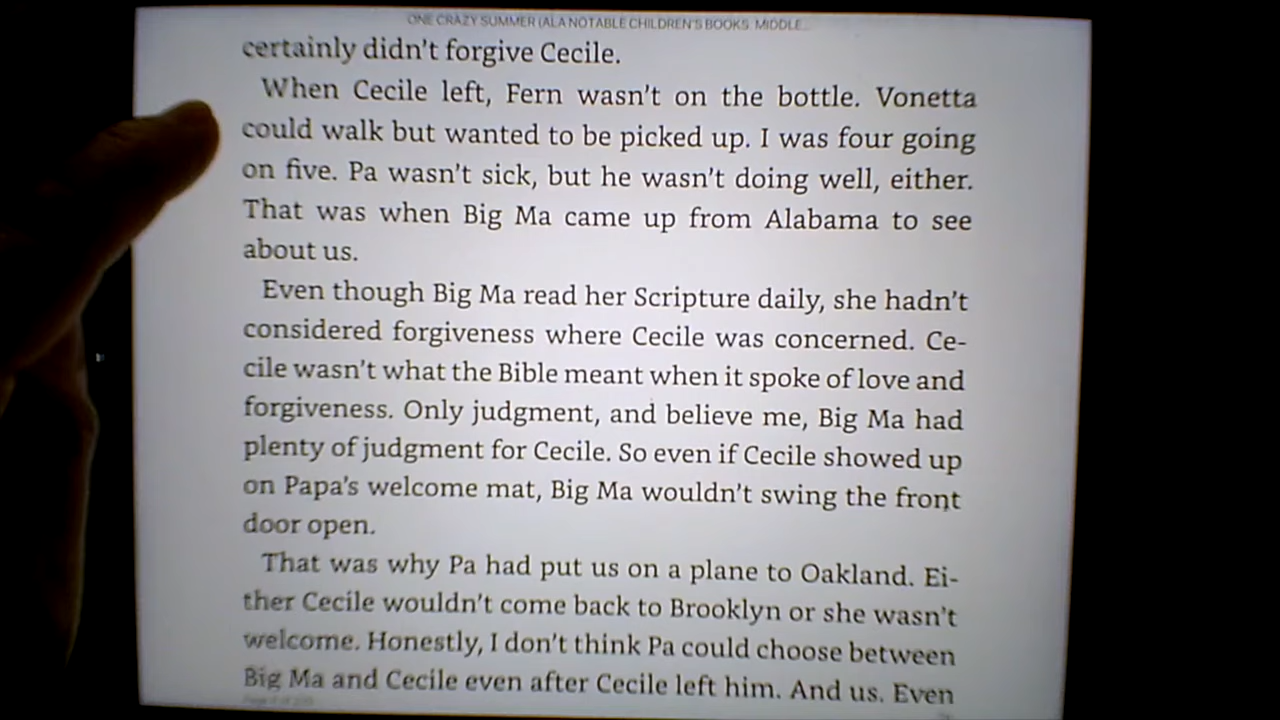 ONE CRAZY SUMMER (ALA NOTABLE CHILDREN'S BOOKS. MIDDLE...
certainly didn't forgive Cecile.
When Cecile left, Fern wasn't on the bottle. Vonetta
could walk but wanted to be picked up. I was four going
on five. Pa wasn't sick, but he wasn't doing well, either.
That was when Big Ma came up from Alabama to see
about us.
Even though Big Ma read her Scripture daily, she hadn't
considered forgiveness where Cecile was concerned. Ce-
cile wasn't what the Bible meant when it spoke of love and
forgiveness. Only judgment, and believe me, Big Ma had
plenty of judgment for Cecile. So even if Cecile showed up
on Papa's welcome mat, Big Ma wouldn't swing the front
door open.
That was why Pa had put us on a plane to Oakland. Ei-
ther Cecile wouldn't come back to Brooklyn or she wasn't
welcome. Honestly, I don't think Pa could choose between
Big Ma and Cecile even after Cecile left him. And us. Even